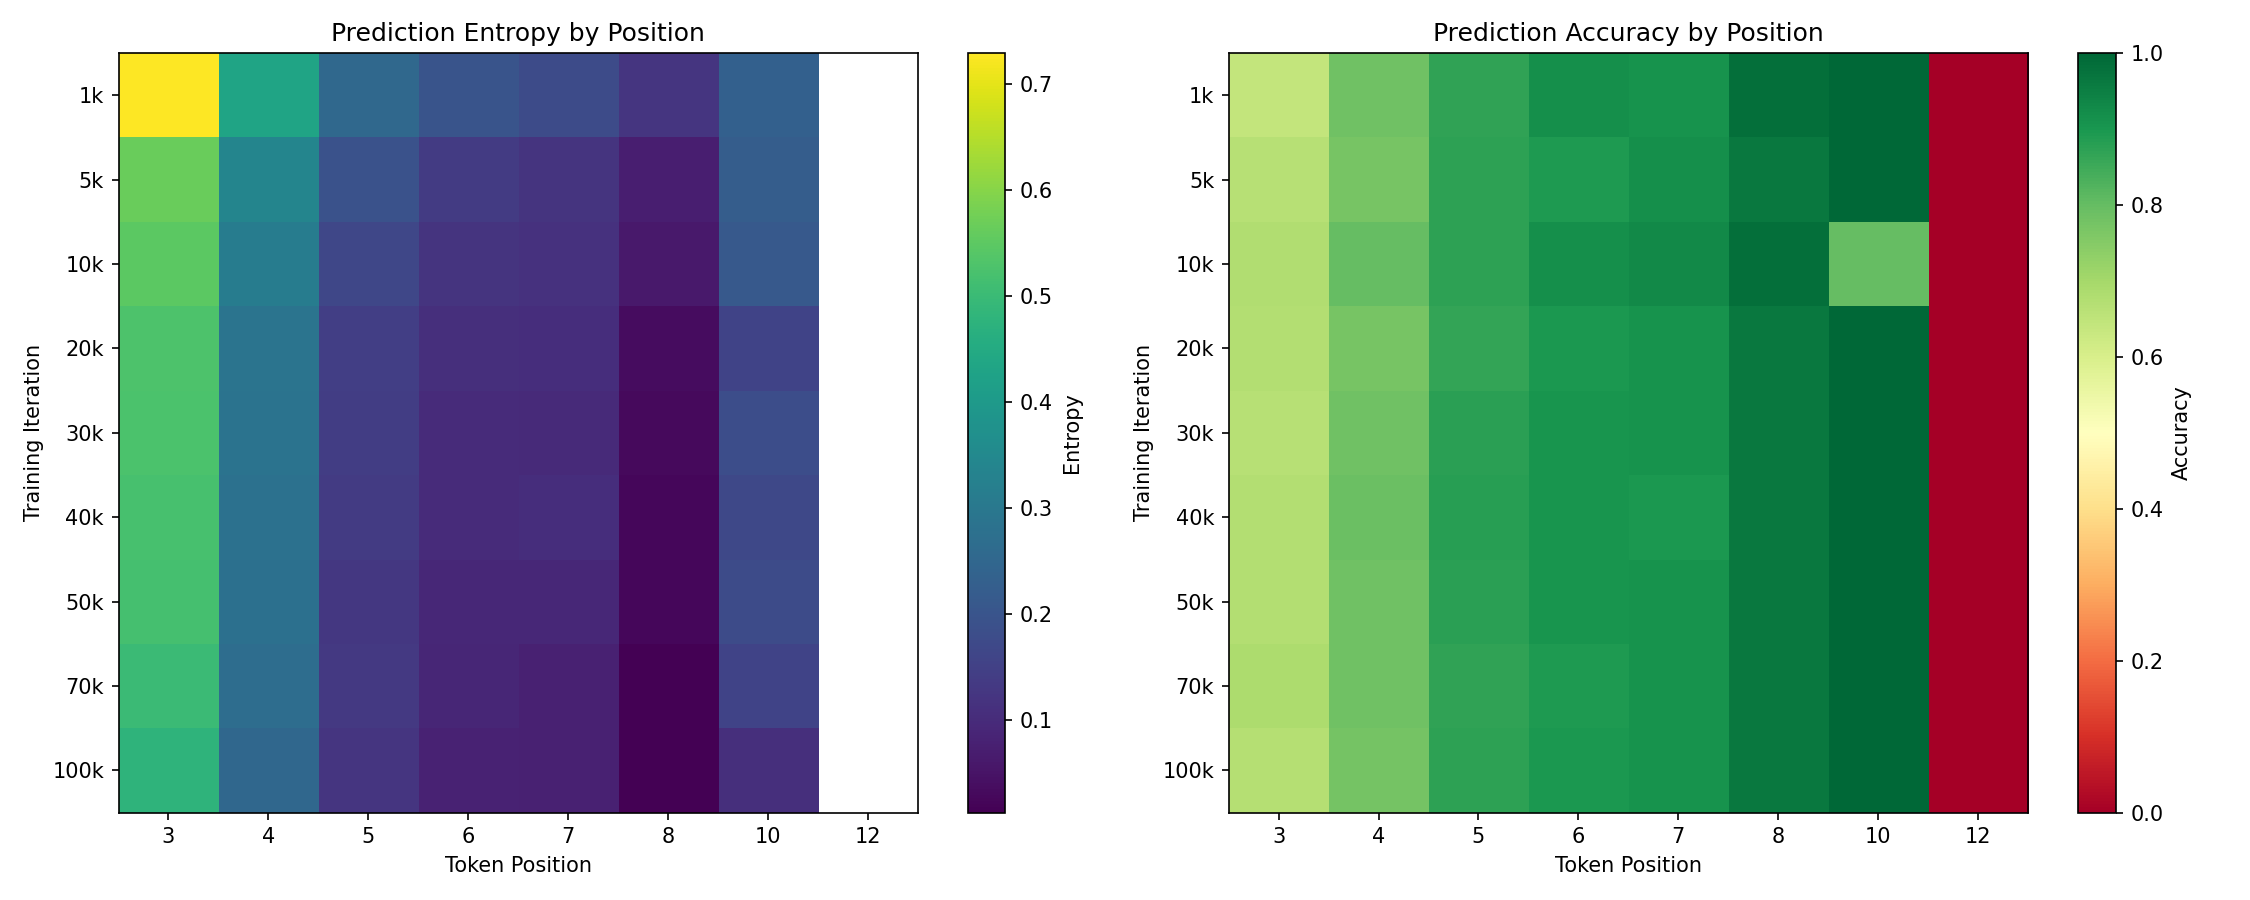 Prediction Entropy by Position
1k
5k
10k
20k
30k
40k
50k
70k
100k
Training Iteration
3 4 5 6 7 8 10 12
Token Position
0.7
0.6
0.5
0.4
0.3
0.2
0.1
Entropy
Prediction Accuracy by Position
1k
5k
10k
20k
30k
40k
50k
70k
100k
Training Iteration
3 4 5 6 7 8 10 12
Token Position
1.0
0.8
0.6
0.4
0.2
0.0
Accuracy